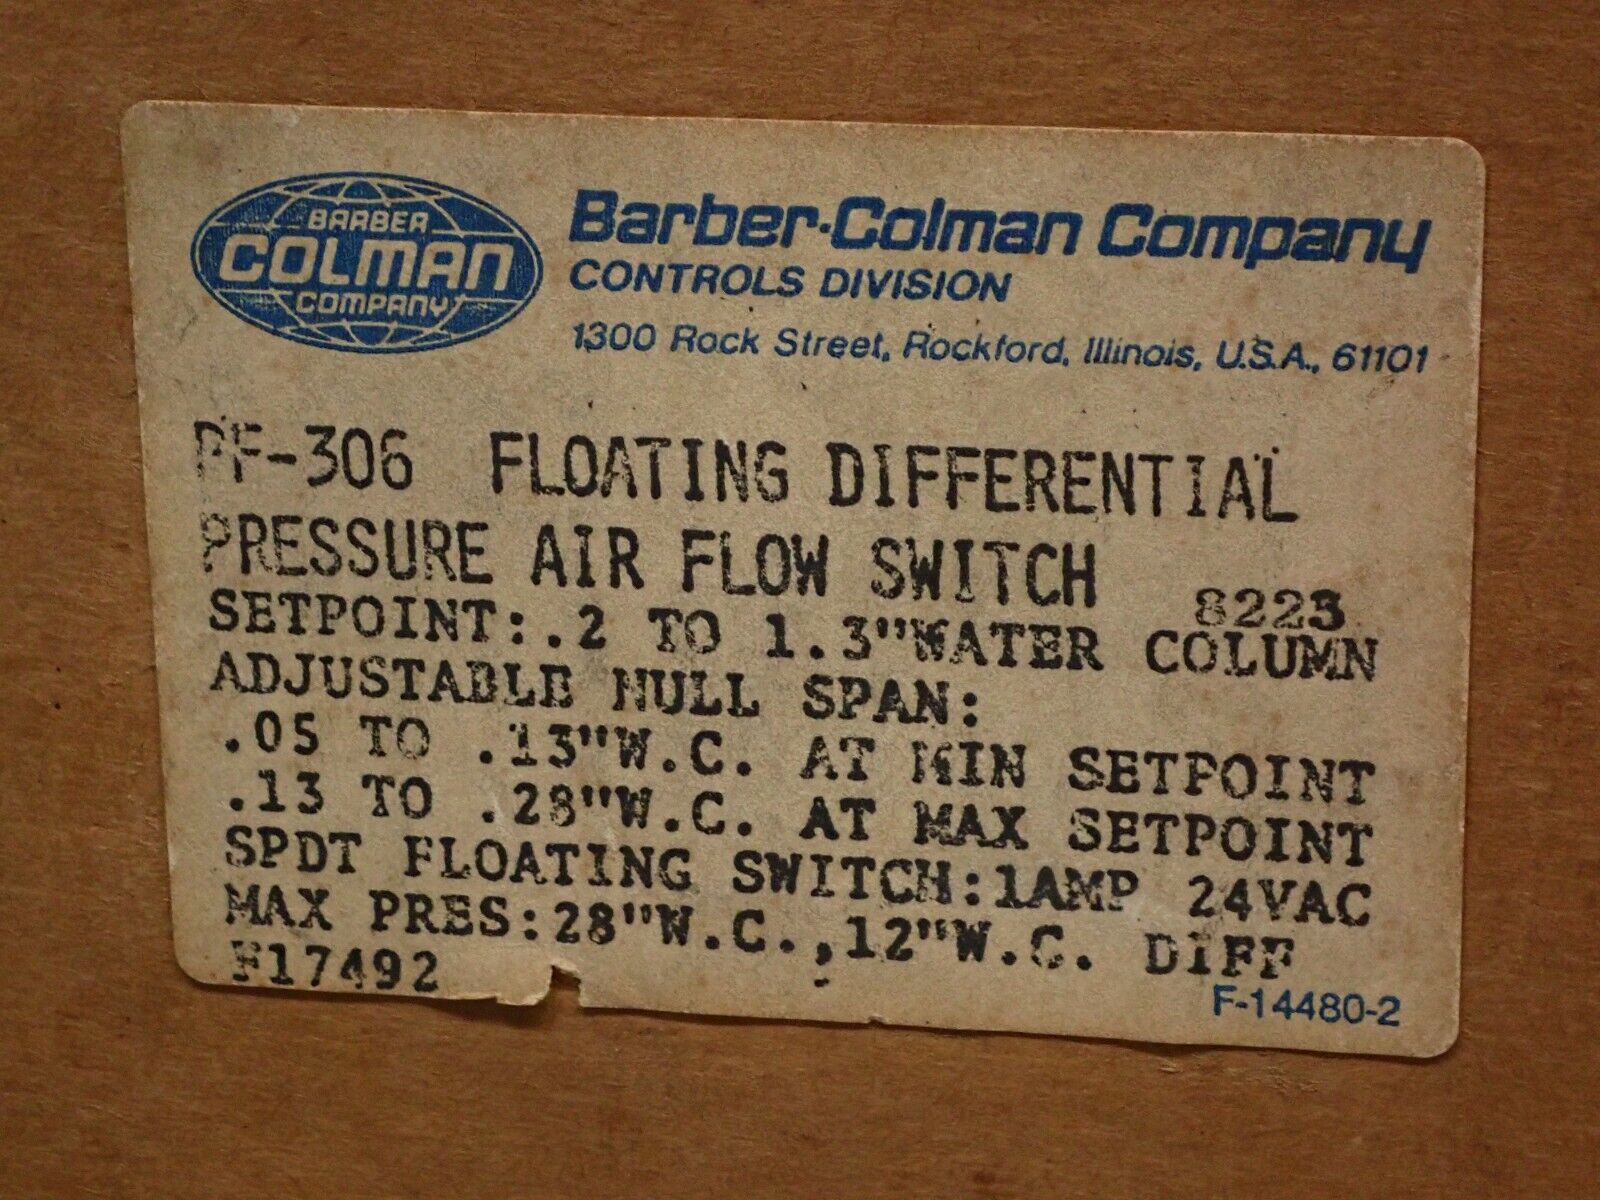 BARBER
COLMAN
COMPANY
Barber-Colman Company
CONTROLS DIVISION
1300 Rock Street, Rockford, Illinois, U.S.A., 61101
PF-306 FLOATING DIFFERENTIAL
PRESSURE AIR FLOW SWITCH
8223
SETPOINT:.2 TO 1.3"WATER COLUMN
ADJUSTABLE NULL SPAN:
.05 TO .13"W.C. AT MIN SETPOINT
.13 TO .28"W.C. AT MAX SETPOINT
SPDT FLOATING SWITCH:1AMP 24VAC
MAX PRES:28"W.C.,12"W.C. DIFF
F17492
F-14480-2